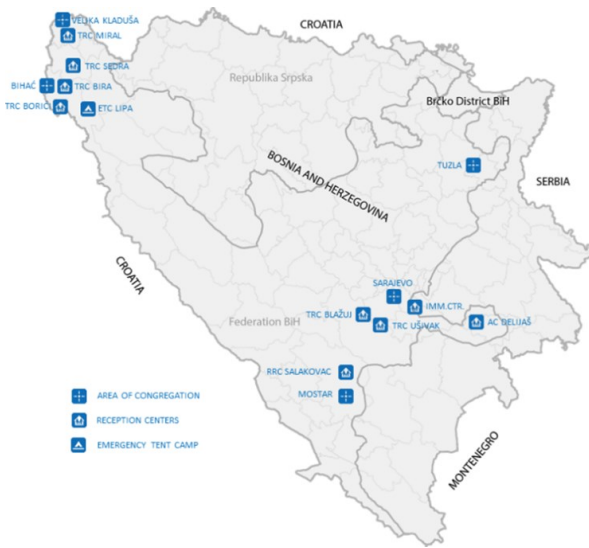 CROATIA
VELIKA KLADUŠA
TRC MIRAL
TRC SEDRA
Republika Srpska
BIHAĆ
TRC BIRA
TRC BORICI
ETC LIPA
Brčko District BiH
TUZLA
BOSNIA AND HERZEGOVINA
SERBIA
CROATIA
SARAJEVO
IMM.CTR.
TRC BLAŽUJ
Federation BiH
TRC UŠIVAK
AC DELIJAŠ
RRC SALAKOVAC
MOSTAR
AREA OF CONGREGATION
RECEPTION CENTERS
EMERGENCY TENT CAMP
MONTENEGRO